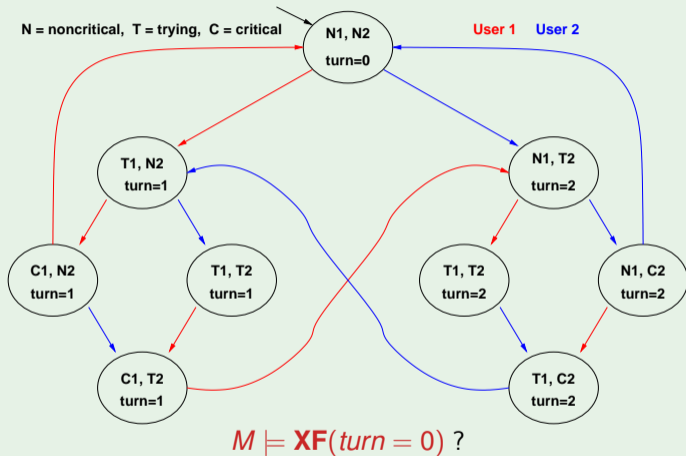 N = noncritical, T = trying, C = critical
User 1 User 2
N1, N2
turn=0
T1, N2
turn=1
N1, T2
turn=2
C1, N2
turn=1
T1, T2
turn=1
T1, T2
turn=2
N1, C2
turn=2
C1, T2
turn=1
T1, C2
turn=2
M ⊨ XF(turn = 0) ?